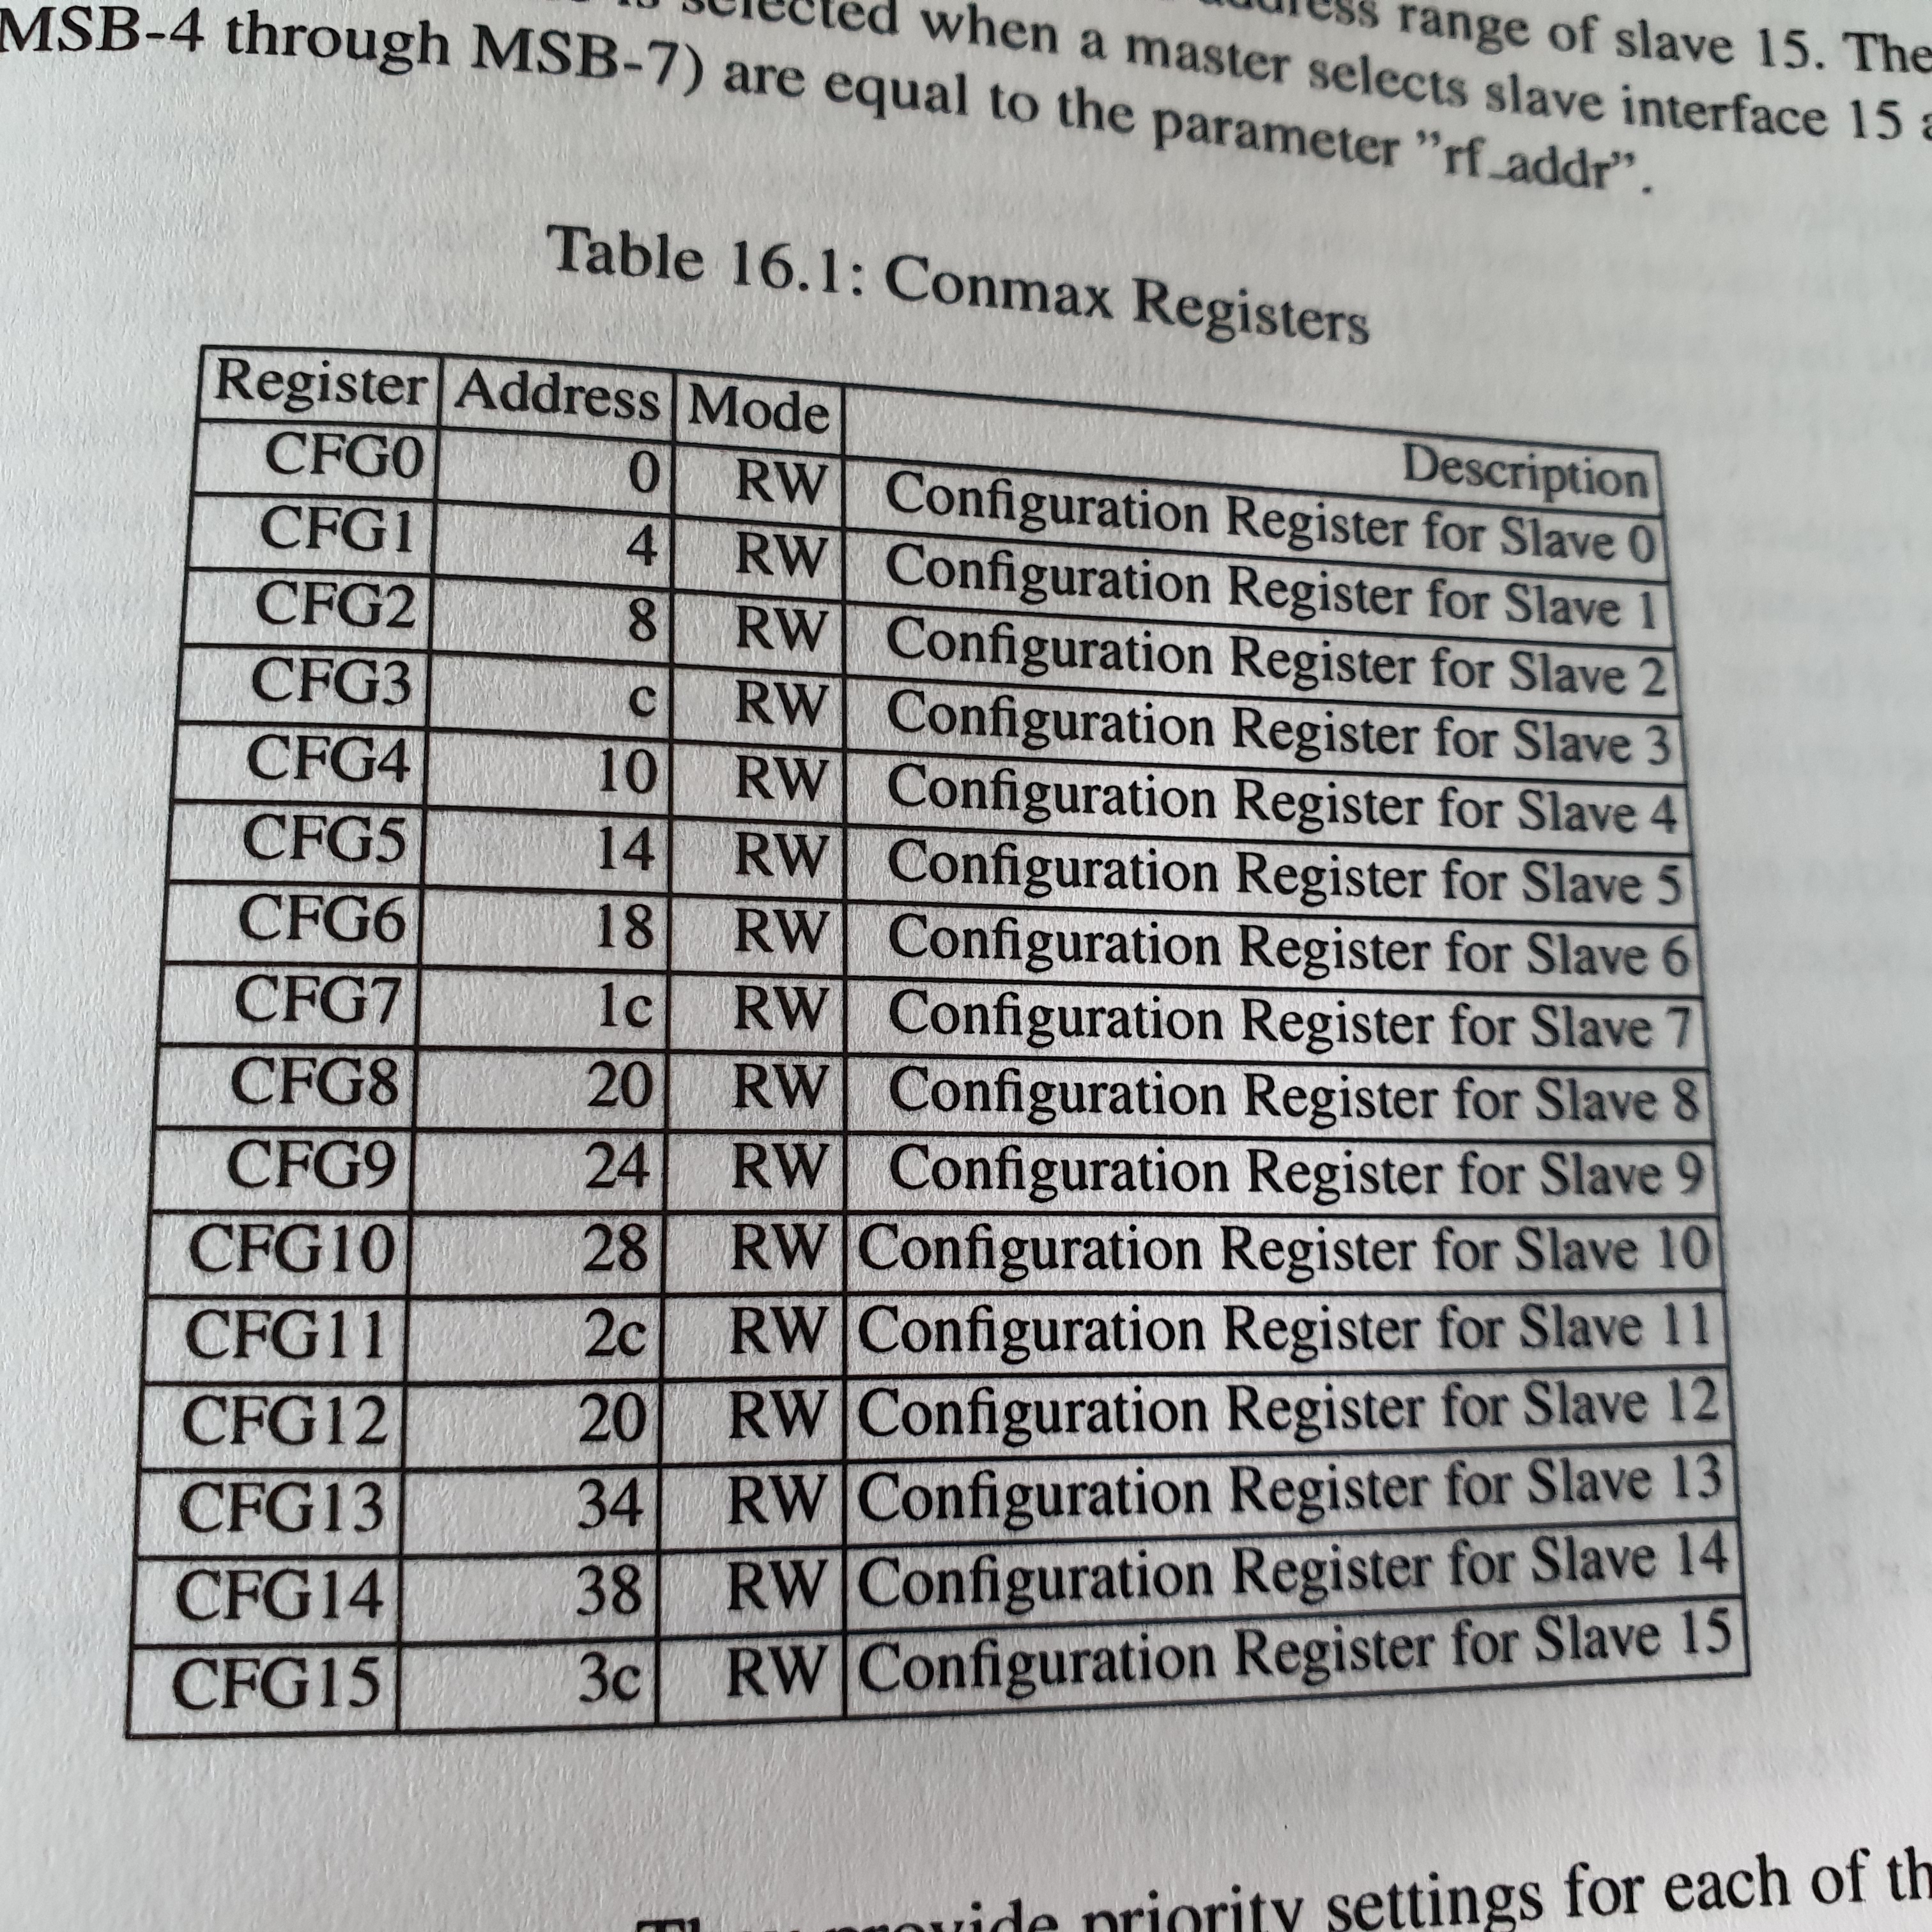 selected when a master selects slave interface 15
range of slave 15. The
MSB-4 through MSB-7) are equal to the parameter ”rf_addr”.
Table 16.1: Conmax Registers
Register Address Mode Description
CFG0 0 RW Configuration Register for Slave 0
CFG1 4 RW Configuration Register for Slave 1
CFG2 8 RW Configuration Register for Slave 2
CFG3 c RW Configuration Register for Slave 3
CFG4 10 RW Configuration Register for Slave 4
CFG5 14 RW Configuration Register for Slave 5
CFG6 18 RW Configuration Register for Slave 6
CFG7 1c RW Configuration Register for Slave 7
CFG8 20 RW Configuration Register for Slave 8
CFG9 24 RW Configuration Register for Slave 9
CFG10 28 RW Configuration Register for Slave 10
CFG11 2c RW Configuration Register for Slave 11
CFG12 20 RW Configuration Register for Slave 12
CFG13 34 RW Configuration Register for Slave 13
CFG14 38 RW Configuration Register for Slave 14
CFG15 3c RW Configuration Register for Slave 15
provide priority settings for each of